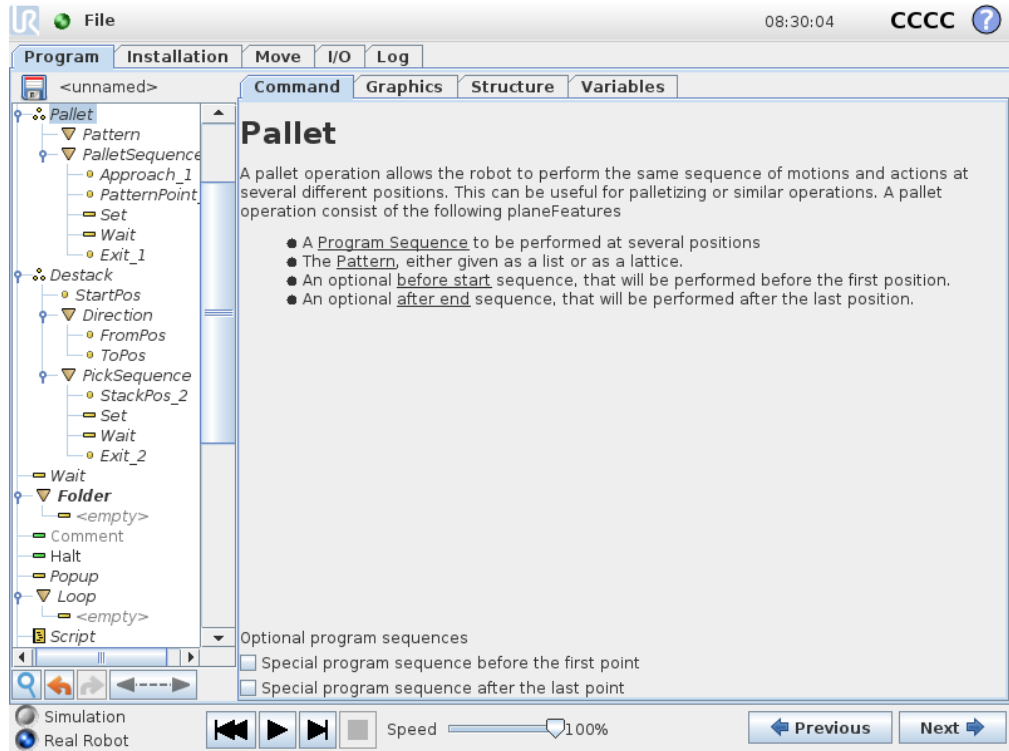 UR File 08:30:04 CCCC ?
Program Installation Move I/O Log
<unnamed> Command Graphics Structure Variables
Pallet
Pattern
PalletSequence
Approach_1
PatternPoint_
Set
Wait
Exit_1
Destack
StartPos
Direction
FromPos
ToPos
PickSequence
StackPos_2
Set
Wait
Exit_2
Wait
Folder
<empty>
Comment
Halt
Popup
Loop
<empty>
Script
Pallet
A pallet operation allows the robot to perform the same sequence of motions and actions at
several different positions. This can be useful for palletizing or similar operations. A pallet
operation consist of the following planeFeatures
A Program Sequence to be performed at several positions
The Pattern, either given as a list or as a lattice.
An optional before start sequence, that will be performed before the first position.
An optional after end sequence, that will be performed after the last position.
Optional program sequences
Special program sequence before the first point
Special program sequence after the last point
Simulation
Real Robot
Speed 100%
Previous Next